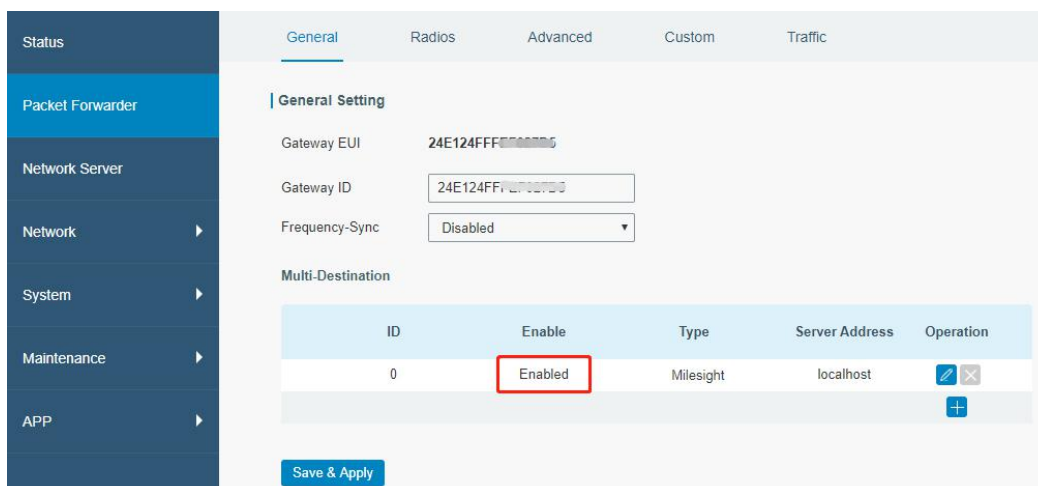 Status
Packet Forwarder
Network Server
Network
System
Maintenance
APP
General Radios Advanced Custom Traffic
General Setting
Gateway EUI
Gateway ID
Frequency-Sync Disabled
Multi-Destination
ID Enable Type Server Address Operation
0 Enabled Milesight localhost
Save & Apply